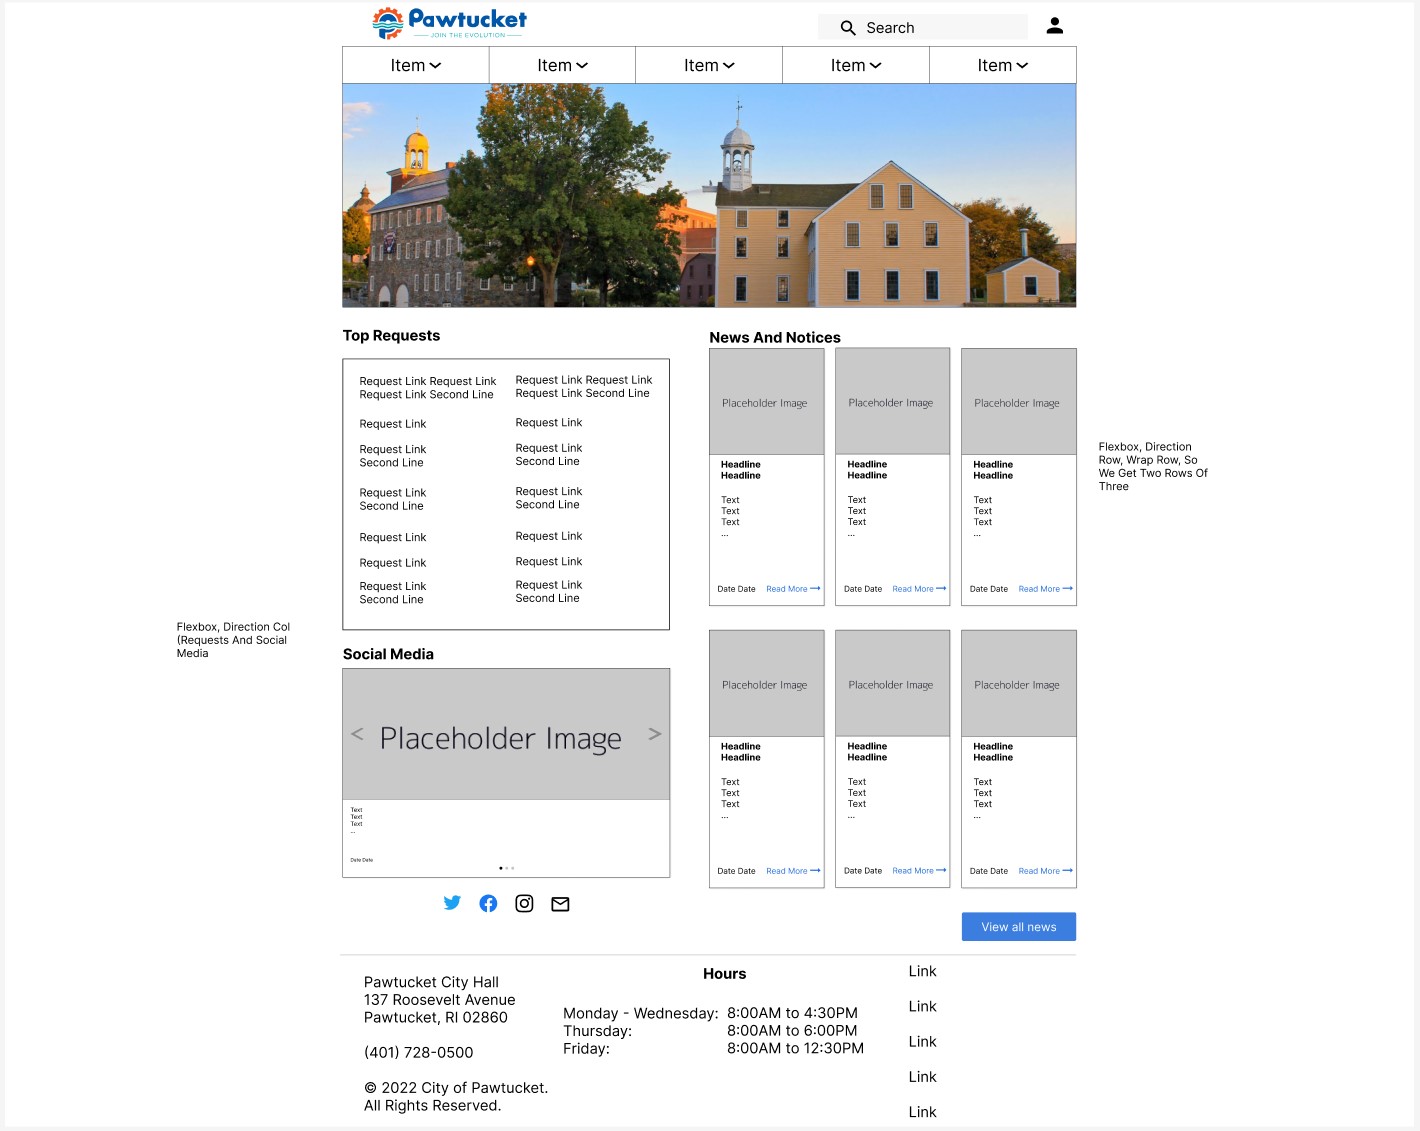 Pawtucket
JOIN THE EVOLUTION
Search
Item
Item
Item
Item
Item
Top Requests
Request Link Request Link
Request Link Second Line
Request Link
Request Link
Second Line
Request Link
Second Line
Request Link
Request Link
Request Link
Second Line
Request Link Request Link
Request Link Second Line
Request Link
Request Link
Second Line
Request Link
Second Line
Request Link
Request Link
Request Link
Second Line
Flexbox, Direction Col
(Requests And Social
Media
Social Media
<
Placeholder Image
>
Text
Text
Text
...
Date Date
News And Notices
Placeholder Image
Headline
Headline
Text
Text
Text
...
Date Date
Read More
Placeholder Image
Headline
Headline
Text
Text
Text
...
Date Date
Read More
Placeholder Image
Headline
Headline
Text
Text
Text
...
Date Date
Read More
Flexbox, Direction
Row, Wrap Row, So
We Get Two Rows Of
Three
Placeholder Image
Headline
Headline
Text
Text
Text
...
Date Date
Read More
Placeholder Image
Headline
Headline
Text
Text
Text
...
Date Date
Read More
Placeholder Image
Headline
Headline
Text
Text
Text
...
Date Date
Read More
View all news
Pawtucket City Hall
137 Roosevelt Avenue
Pawtucket, RI 02860
(401) 728-0500
© 2022 City of Pawtucket.
All Rights Reserved.
Hours
Monday - Wednesday: 8:00AM to 4:30PM
Thursday: 8:00AM to 6:00PM
Friday: 8:00AM to 12:30PM
Link
Link
Link
Link
Link